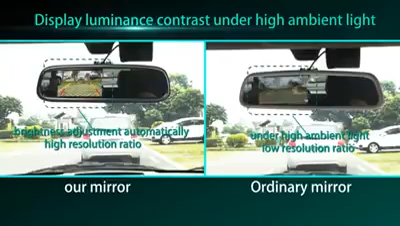 Display luminance contrast under high ambient light
brightness adjustment automatically
high resolution ratio
under high ambient light
low resolution ratio
our mirror
Ordinary mirror